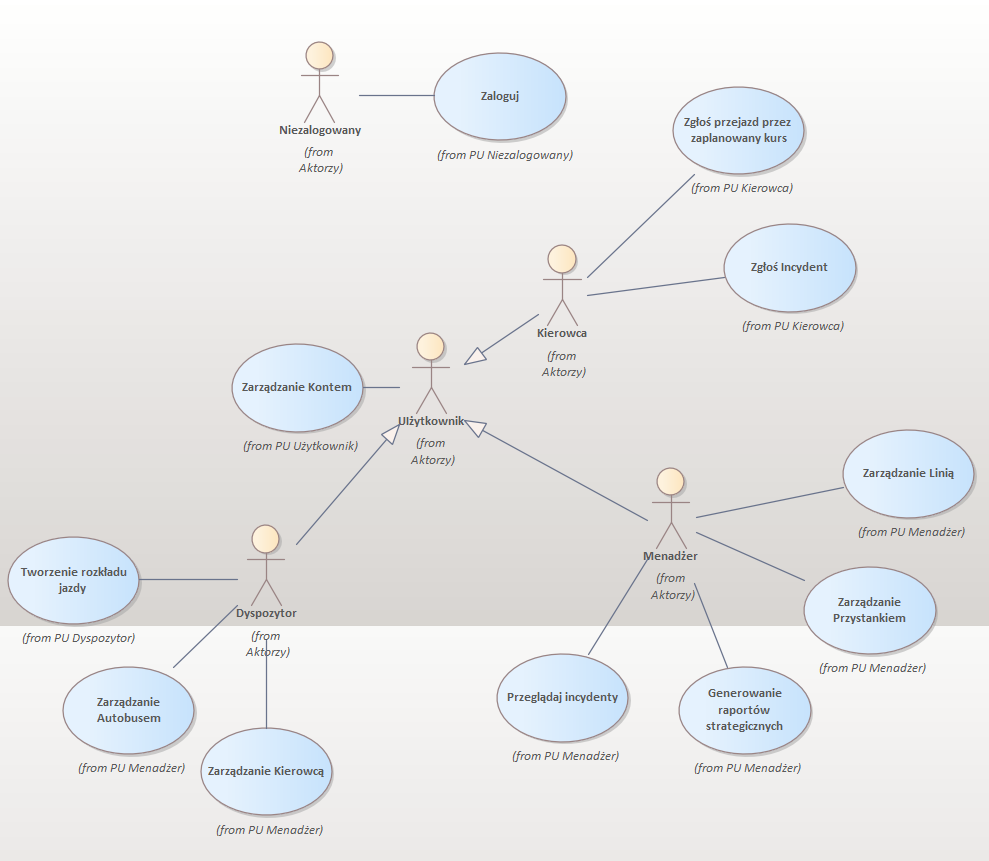 Niezalogowany
(from
Aktorzy)
Zaloguj
(from PU Niezalogowany)
Zgłoś przejazd przez
zaplanowany kurs
(from PU Kierowca)
Zgłoś Incydent
(from PU Kierowca)
Kierowca
(from
Aktorzy)
Zarządzanie Kontem
(from PU Użytkownik)
UIżytkownik
(from
Aktorzy)
Zarządzanie Linią
(from PU Menadżer)
Menadżer
(from
Aktorzy)
Zarządzanie
Przystankiem
(from PU Menadżer)
Tworzenie rozkładu
jazdy
(from PU Dyspozytor)
Dyspozytor
(from
Aktorzy)
Zarządzanie
Autobusem
(from PU Menadżer)
Zarządzanie Kierowcą
(from PU Menadżer)
Przeglądaj incydenty
(from PU Menadżer)
Generowanie
raportów
strategicznych
(from PU Menadżer)